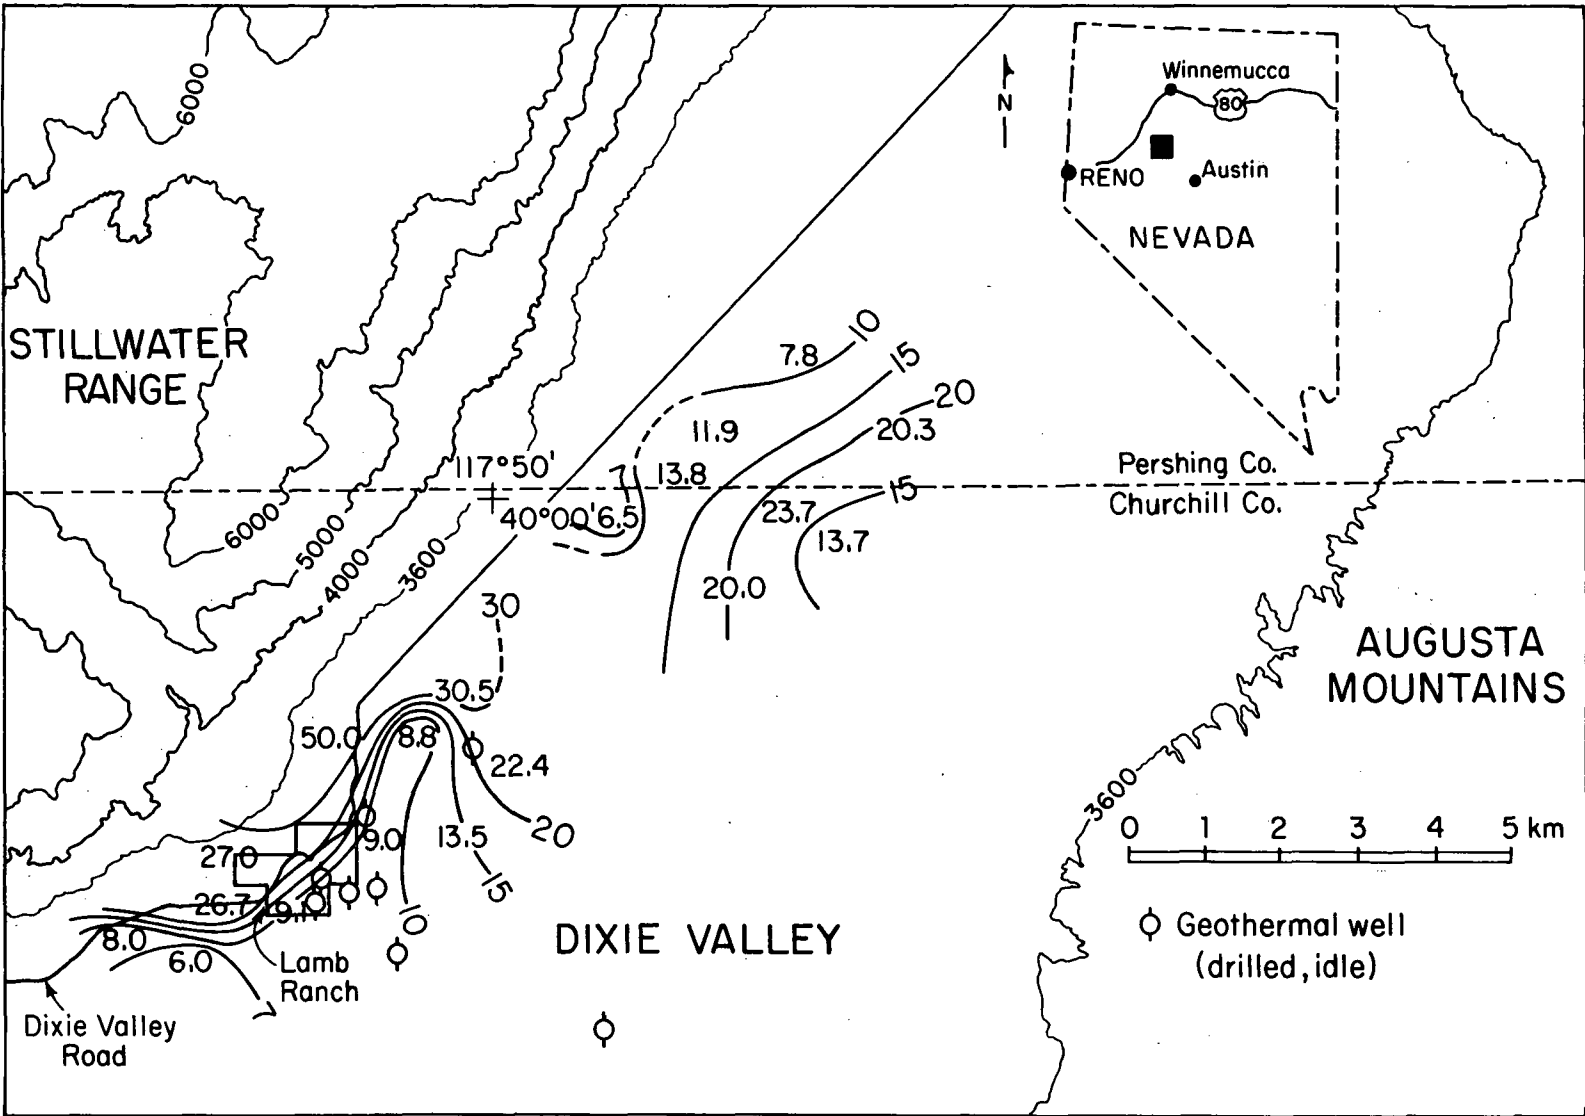 6000
N
Winnemucca
80
RENO
Austin
NEVADA
STILLWATER
RANGE
10
7.8
15
20
11.9
20.3
117°50'
7
13.8
Pershing Co.
40°00'
6.5
23.7
15
Churchill Co.
6000
5000
4000
3600
13.7
20.0
30
AUGUSTA
MOUNTAINS
30.5
50.0
8.8
22.4
3600
0 1 2 3 4 5 km
9.0
13.5
20
27.0
15
26.7
9.1
10
8.0
6.0
DIXIE VALLEY
Geothermal well
(drilled, idle)
Lamb
Ranch
7
Dixie Valley
Road